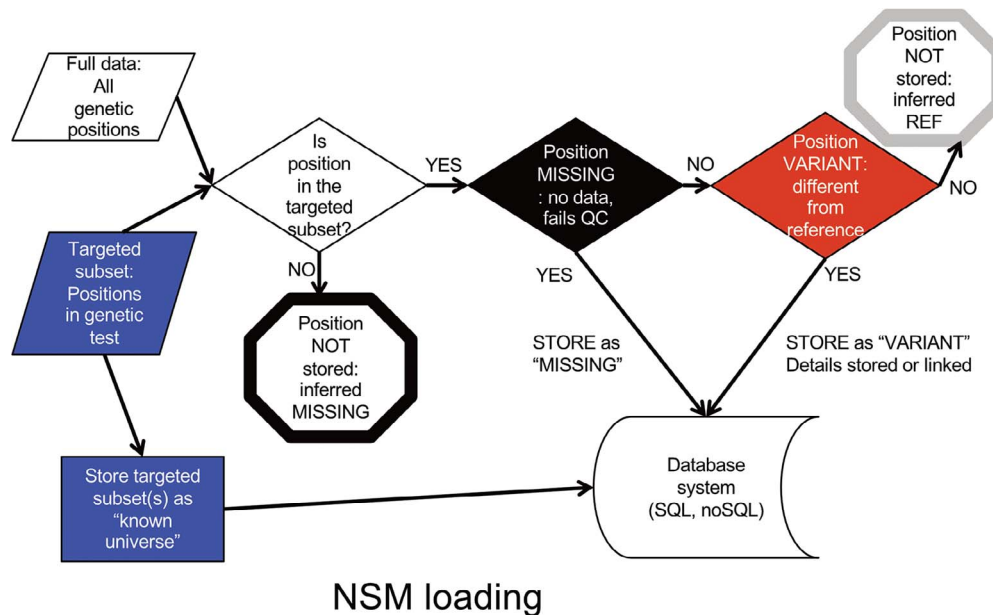 Full data:
All
genetic
positions
Is
position
in the
targeted
subset?
YES
NO
Position
MISSING
: no data,
fails QC
NO
YES
Position
VARIANT:
different
from
reference
NO
YES
Position
NOT
stored:
inferred
REF
Targeted
subset:
Positions
in genetic
test
Position
NOT
stored:
inferred
MISSING
STORE as
“MISSING”
STORE as “VARIANT”
Details stored or linked
Store targeted
subset(s) as
“known
universe”
Database
system
(SQL, noSQL)
NSM loading